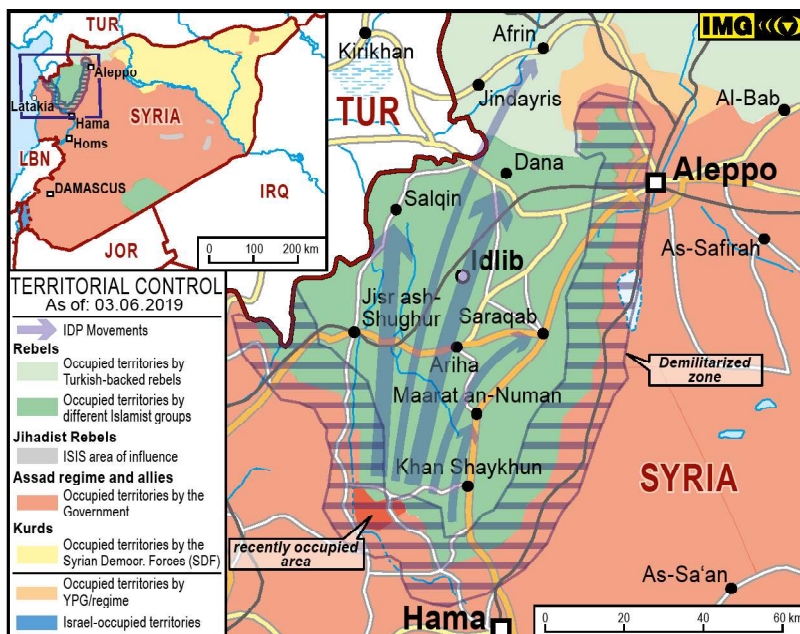 TUR
Aleppo
Latakia
SYRIA
Hama
Homs
LBN
DAMASCUS
IRQ
JOR
0 100 200 km
TERRITORIAL CONTROL
As of: 03.06.2019
IDP Movements
Rebels
Occupied territories by
Turkish-backed rebels
Occupied territories by
different Islamist groups
Jihadist Rebels
ISIS area of influence
Assad regime and allies
Occupied territories by the
Government
Kurds
Occupied territories by the
Syrian Democr. Forces (SDF)
Occupied territories by
YPG/regime
Israel-occupied territories
IMG
Kirikhan
Afrin
TUR
Jindayris
Al-Bab
Dana
Aleppo
Salqin
As-Safirah
Idlib
Jisr ash-
Shughur
Saraqab
Ariha
Demilitarized
zone
Maarat an-Numan
Khan Shaykhun
SYRIA
recently occupied
area
As-Sa'an
Hama
0 20 40 60 km